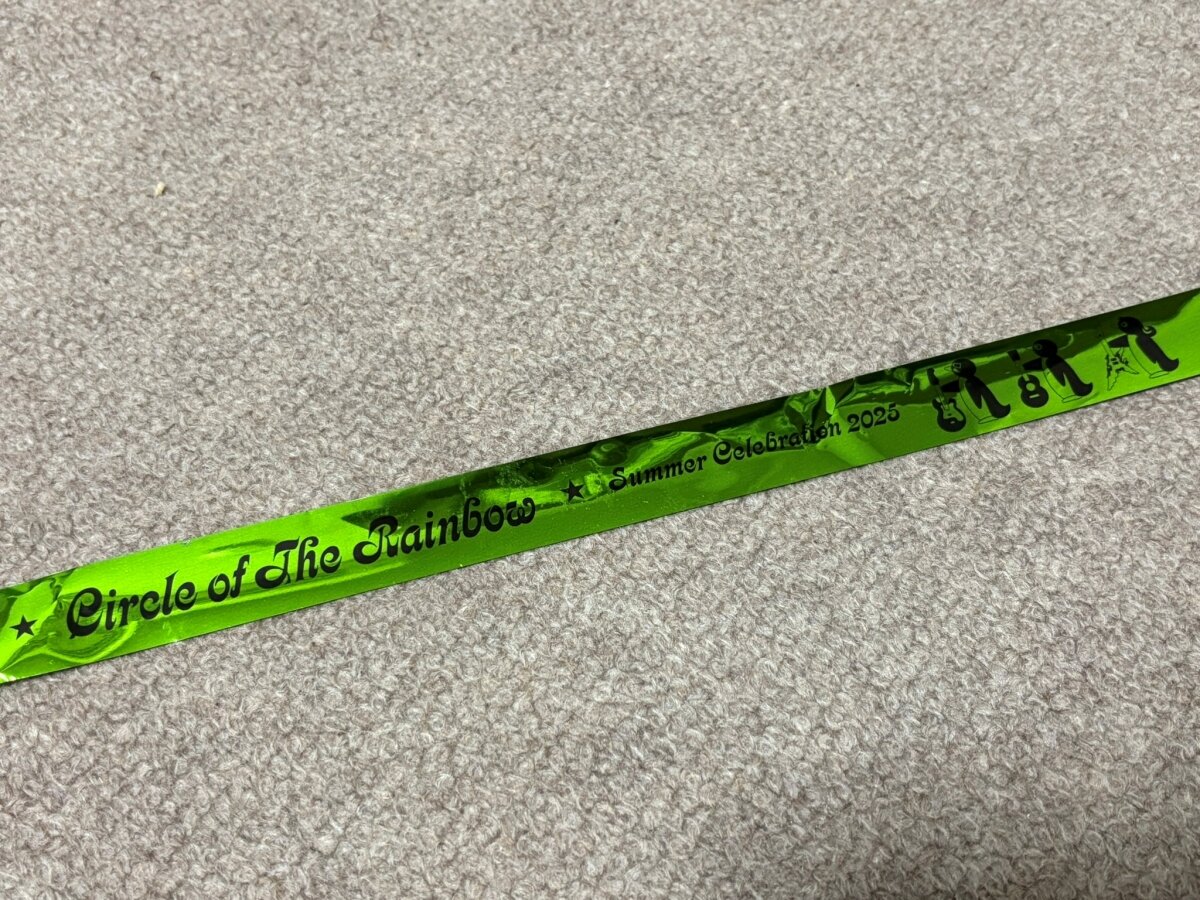 ★ Circle of The Rainbow ★ Summer Celebration 2025